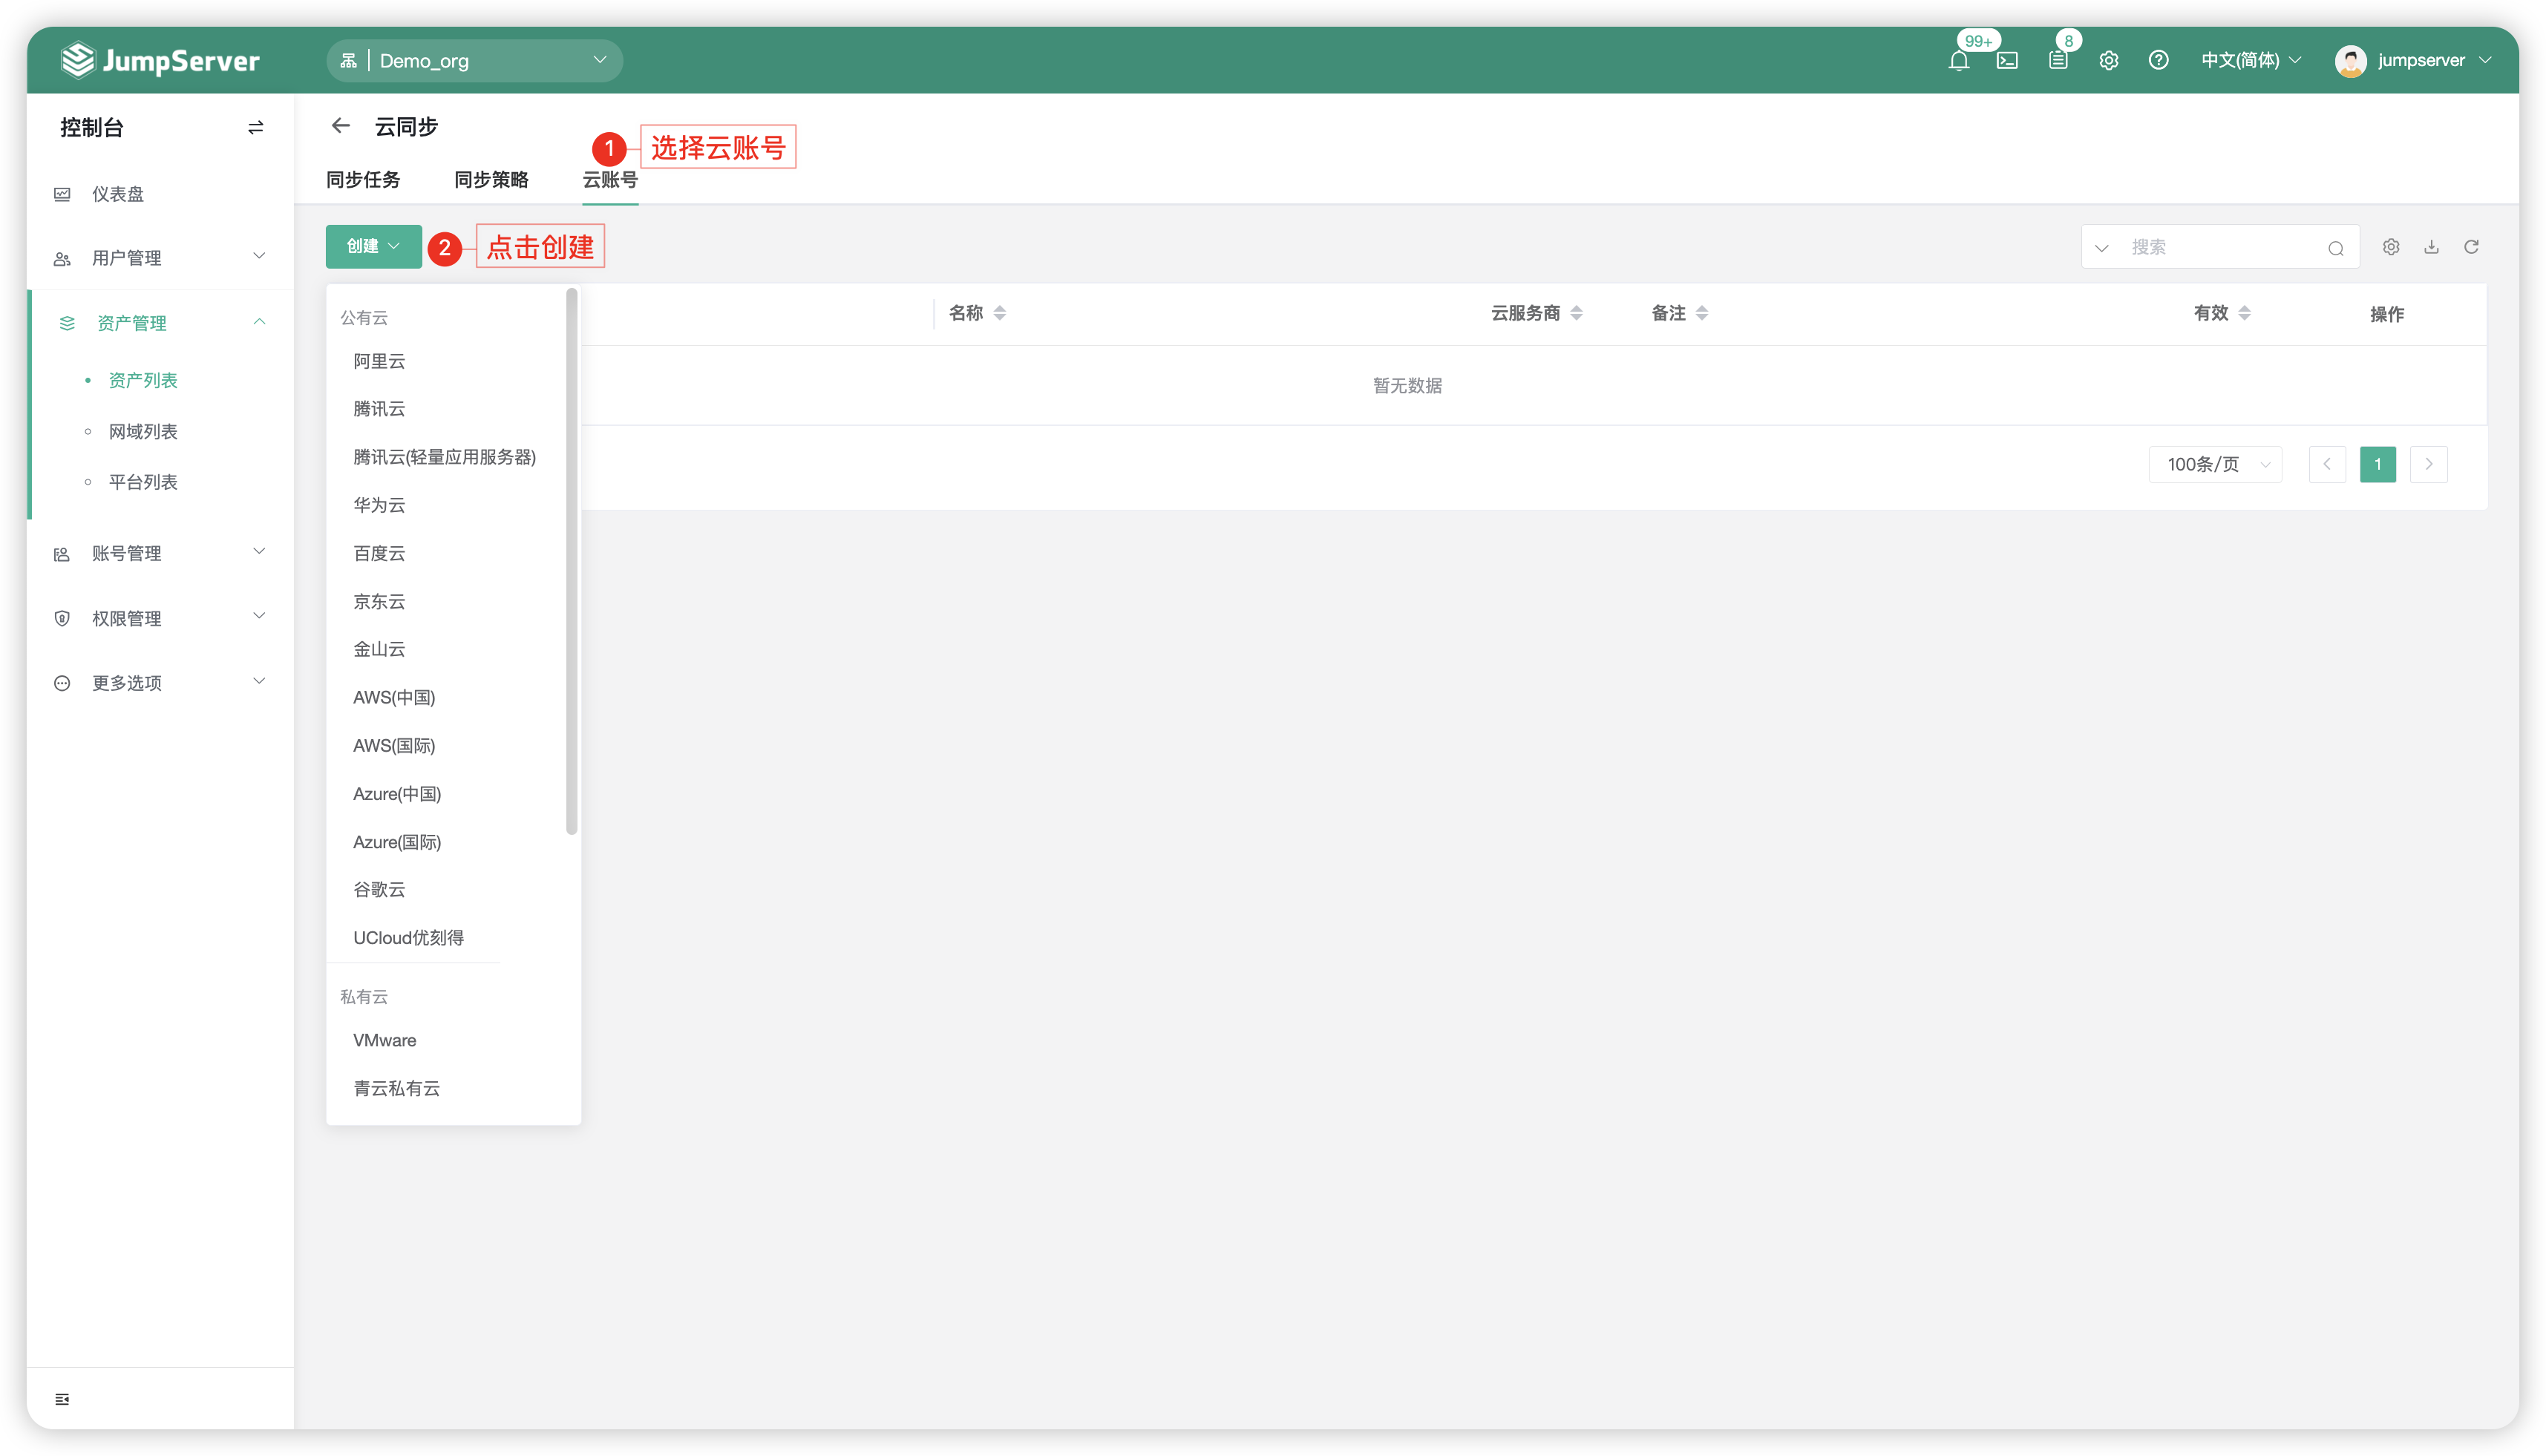 JumpServer
Demo_org
99+
8
中文(简体)
jumpserver
控制台
仪表盘
用户管理
资产管理
资产列表
网域列表
平台列表
账号管理
权限管理
更多选项
云同步
1 选择云账号
同步任务 同步策略 云账号
创建
2 点击创建
搜索
名称 云服务商 备注 有效 操作
暂无数据
100条/页
1
公有云
阿里云
腾讯云
腾讯云(轻量应用服务器)
华为云
百度云
京东云
金山云
AWS(中国)
AWS(国际)
Azure(中国)
Azure(国际)
谷歌云
UCloud优刻得
私有云
VMware
青云私有云